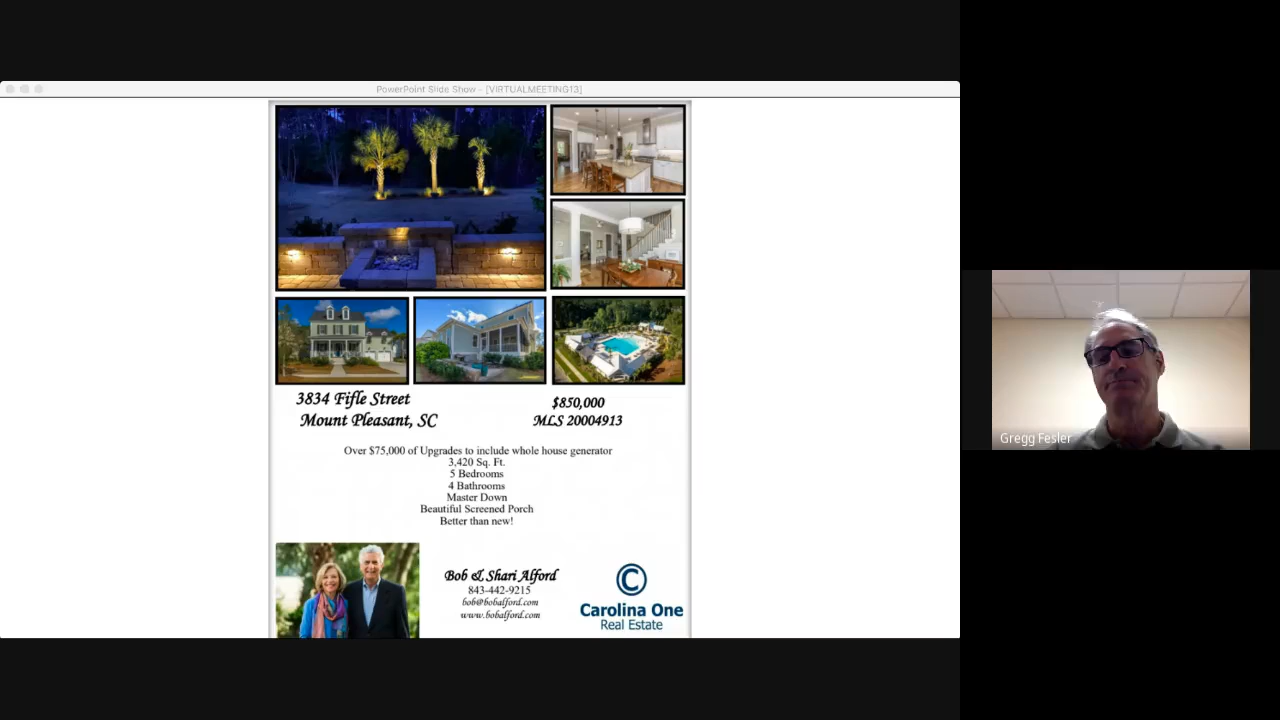 PowerPoint Slide Show - [VIRTUALMEETING13]
3834 Fifle Street
Mount Pleasant, SC
$850,000
MLS 20004913
Over $75,000 of Upgrades to include whole house generator
3,420 Sq. Ft.
5 Bedrooms
4 Bathrooms
Master Down
Beautiful Screened Porch
Better than new!
Bob & Shari Alford
843-442-9215
bob@bobalford.com
www.bobalford.com
C
Carolina One
Real Estate
Gregg Fesler